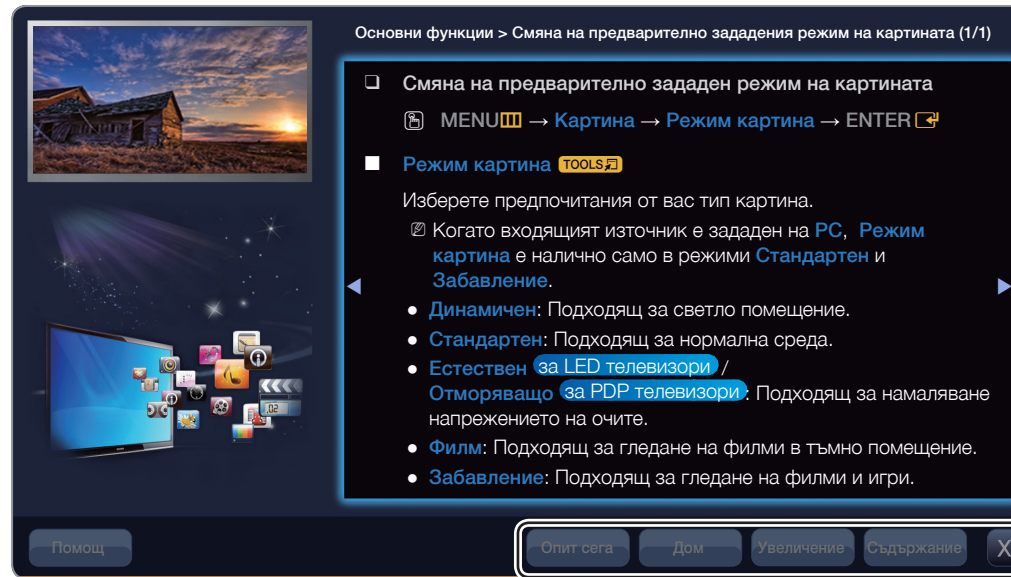 Основни функции > Смяна на предварително зададения режим на картината (1/1)
Смяна на предварително зададен режим на картината
MENU → Картина → Режим картина → ENTER
Режим картина TOOLS
Изберете предпочитания от вас тип картина.
Когато входящият източник е зададен на PC, Режим
картина е налично само в режими Стандартен и
Забавление.
● Динамичен: Подходящ за светло помещение.
● Стандартен: Подходящ за нормална среда.
● Естествен за LED телевизори /
Отморяващо за PDP телевизори: Подходящ за намаляване
напрежението на очите.
● Филм: Подходящ за гледане на филми в тъмно помещение.
● Забавление: Подходящ за гледане на филми и игри.
Помощ Опит сега Дом Увеличение Съдържание X